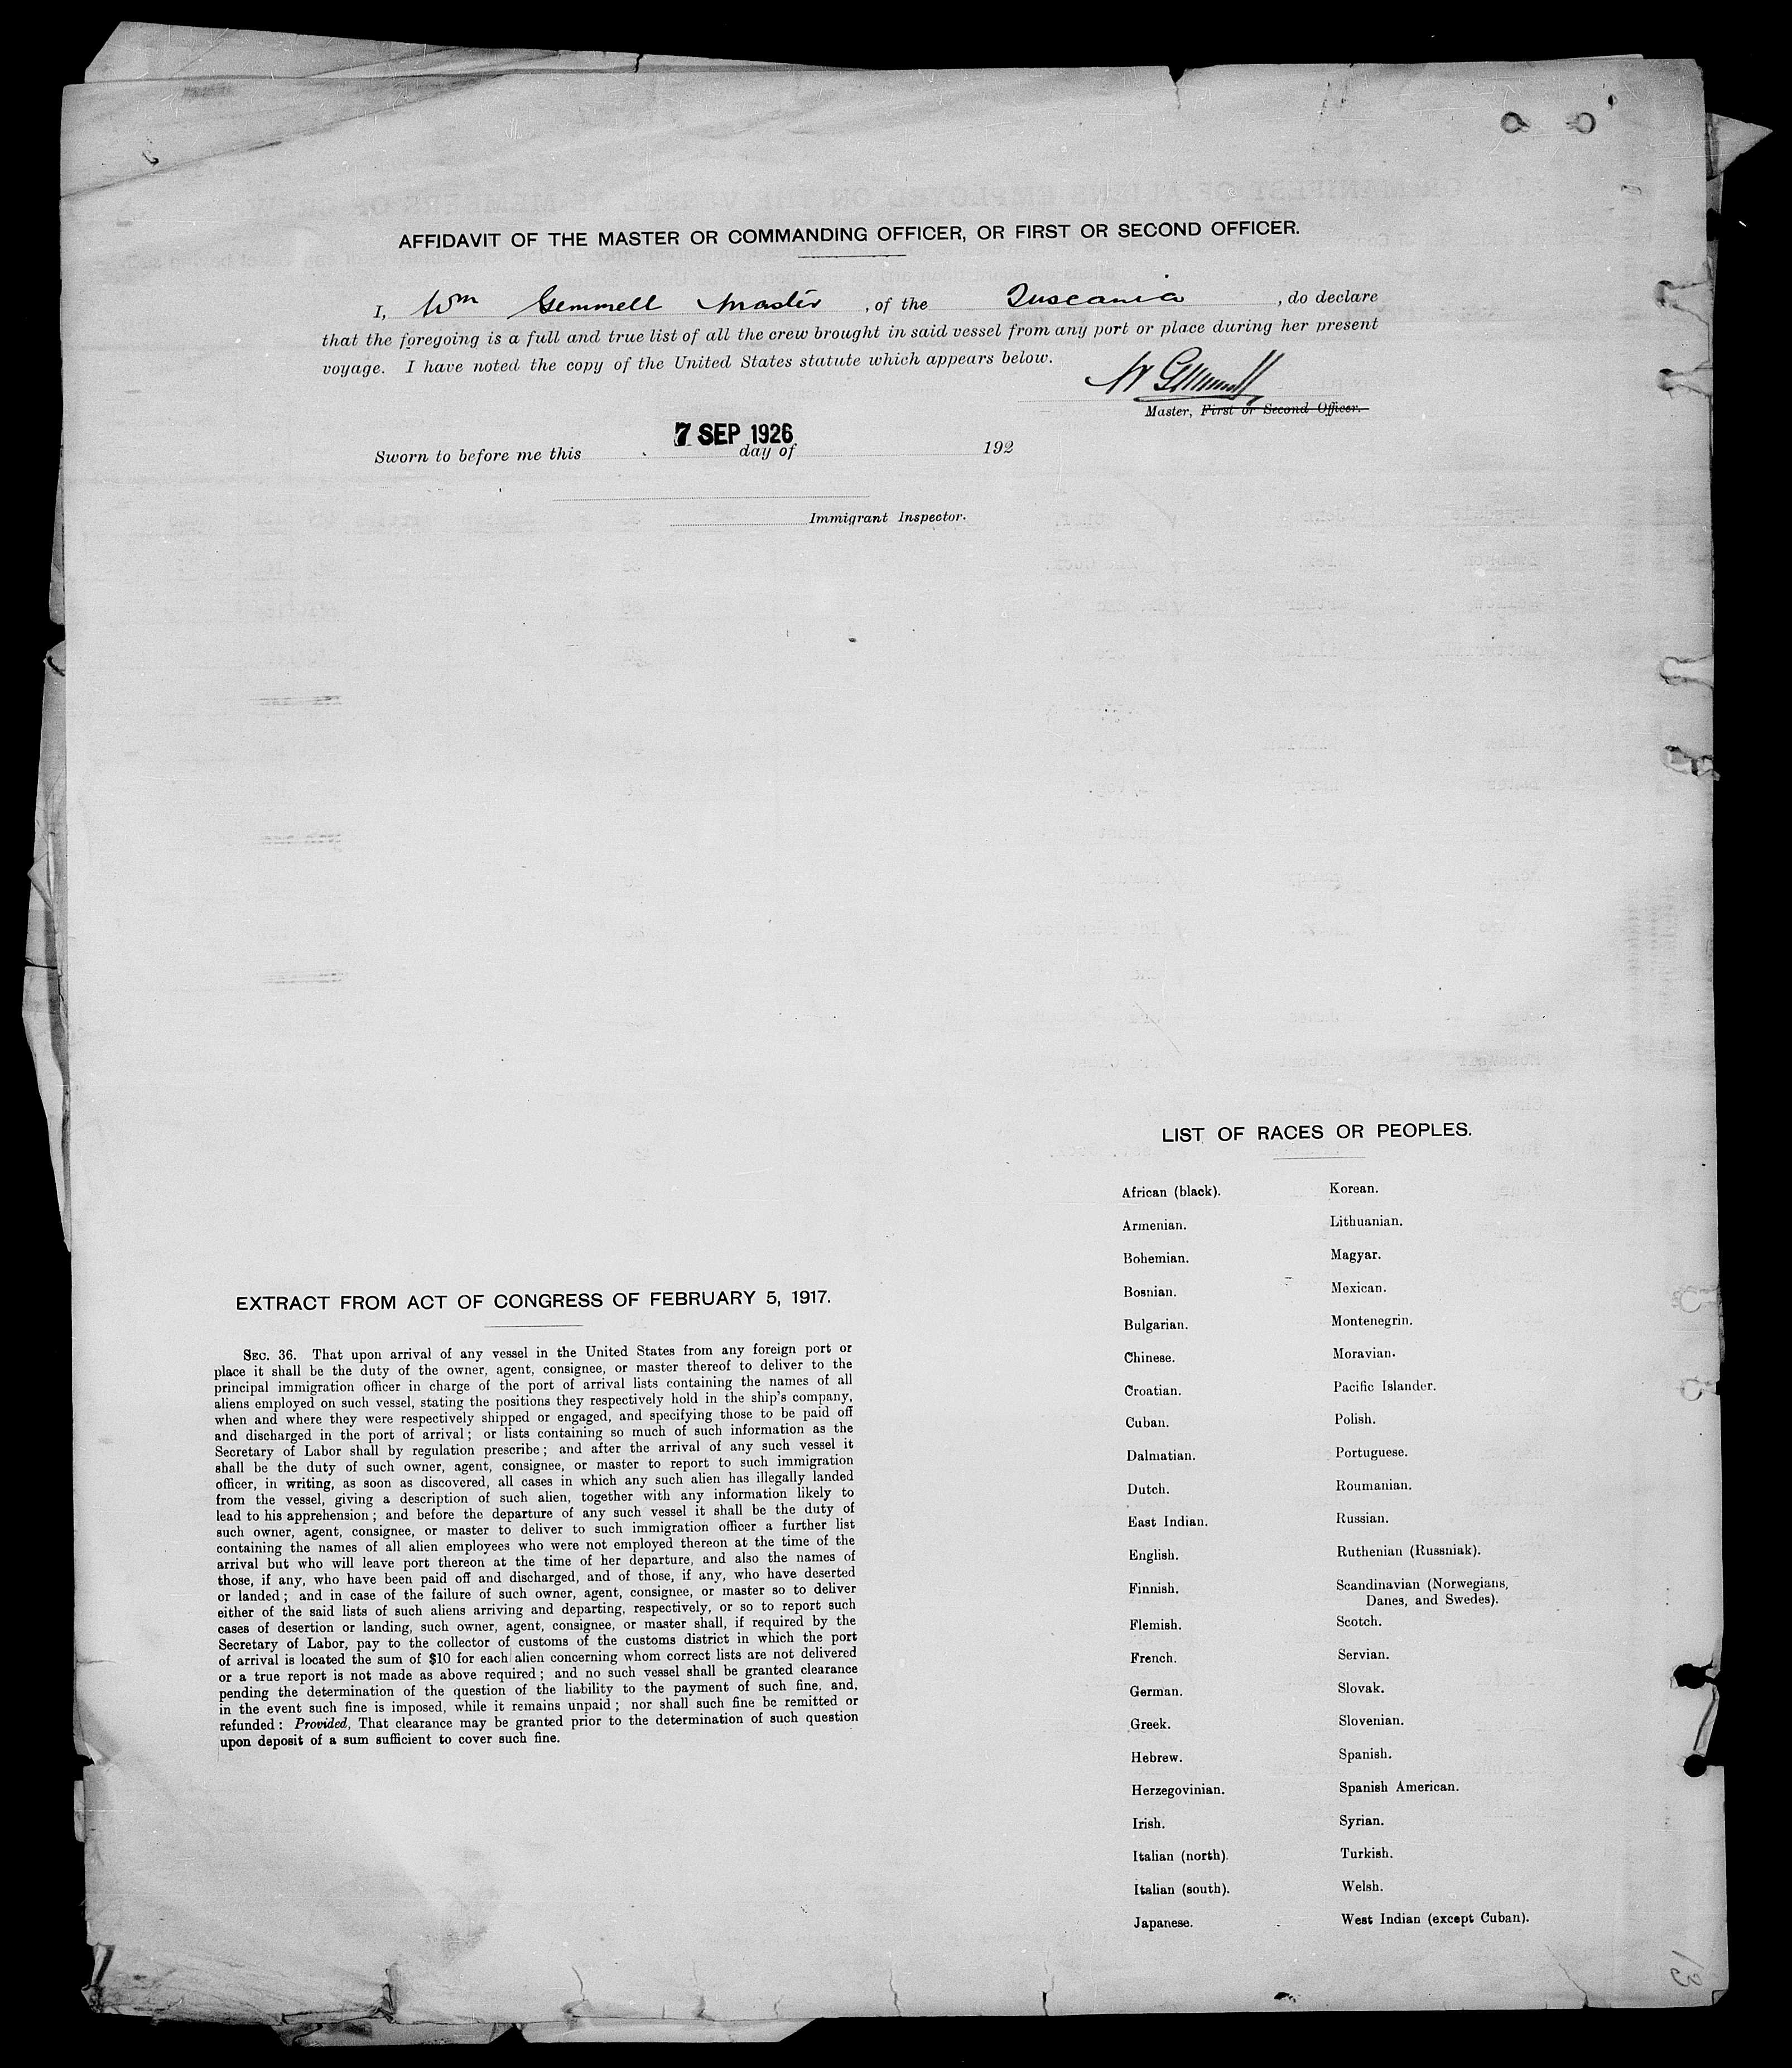 AFFIDAVIT OF THE MASTER OR COMMANDING OFFICER, OR FIRST OR SECOND OFFICER.
I, Wm Gemmell Master, of the Tuscania, do declare
that the foregoing is a full and true list of all the crew brought in said vessel from any port or place during her present
voyage. I have noted the copy of the United States statute which appears below.
W Gemmell
Master, First or Second Officer.
7 SEP 1926
Sworn to before me this day of 192
Immigrant Inspector.
EXTRACT FROM ACT OF CONGRESS OF FEBRUARY 5, 1917.
SEC. 36. That upon arrival of any vessel in the United States from any foreign port or
place it shall be the duty of the owner, agent, consignee, or master thereof to deliver to the
principal immigration officer in charge of the port of arrival lists containing the names of all
aliens employed on such vessel, stating the positions they respectively hold in the ship's company,
when and where they were respectively shipped or engaged, and specifying those to be paid off
and discharged in the port of arrival; or lists containing so much of such information as the
Secretary of Labor shall by regulation prescribe; and after the arrival of any such vessel it
shall be the duty of such owner, agent, consignee, or master to report to such immigration
officer, in writing, as soon as discovered, all cases in which any such alien has illegally landed
from the vessel, giving a description of such alien, together with any information likely to
lead to his apprehension; and before the departure of any such vessel it shall be the duty of
such owner, agent, consignee, or master to deliver to such immigration officer a further list
containing the names of all alien employees who were not employed thereon at the time of the
arrival but who will leave port thereon at the time of her departure, and also the names of
those, if any, who have been paid off and discharged, and of those, if any, who have deserted
or landed; and in case of the failure of such owner, agent, consignee, or master so to deliver
either of the said lists of such aliens arriving and departing, respectively, or so to report such
cases of desertion or landing, such owner, agent, consignee, or master shall, if required by the
Secretary of Labor, pay to the collector of customs of the customs district in which the port
of arrival is located the sum of $10 for each alien concerning whom correct lists are not delivered
or a true report is not made as above required; and no such vessel shall be granted clearance
pending the determination of the question of the liability to the payment of such fine, and,
in the event such fine is imposed, while it remains unpaid; nor shall such fine be remitted or
refunded: Provided, That clearance may be granted prior to the determination of such question
upon deposit of a sum sufficient to cover such fine.
LIST OF RACES OR PEOPLES.
African (black).
Armenian.
Bohemian.
Bosnian.
Bulgarian.
Chinese.
Croatian.
Cuban.
Dalmatian.
Dutch.
East Indian.
English.
Finnish.
Flemish.
French.
German.
Greek.
Hebrew.
Herzegovinian.
Irish.
Italian (north).
Italian (south).
Japanese.
Korean.
Lithuanian.
Magyar.
Mexican.
Montenegrin.
Moravian.
Pacific Islander.
Polish.
Portuguese.
Roumanian.
Russian.
Ruthenian (Russniak).
Scandinavian (Norwegians,
Danes, and Swedes).
Scotch.
Servian.
Slovak.
Slovenian.
Spanish.
Spanish American.
Syrian.
Turkish.
Welsh.
West Indian (except Cuban).
13